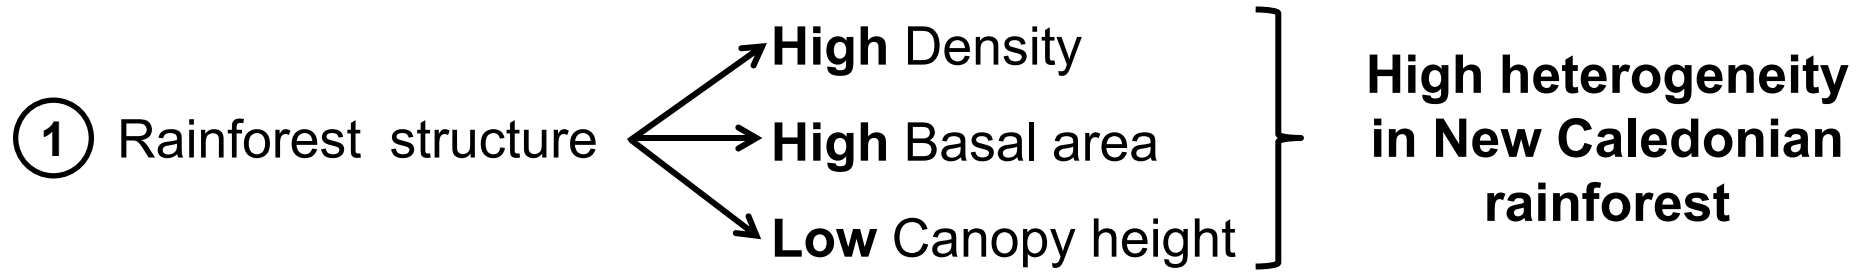 1 Rainforest structure
High Density
High Basal area
Low Canopy height
High heterogeneity
in New Caledonian
rainforest